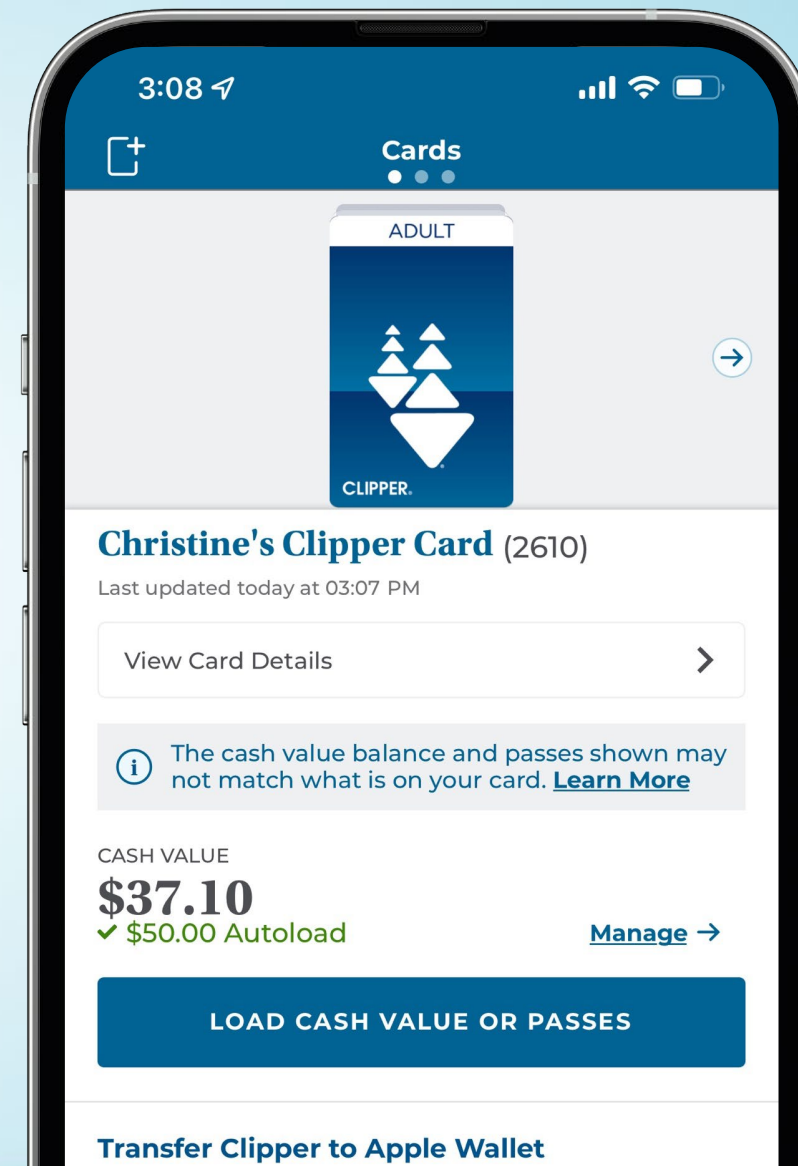 3:08
Cards
ADULT
CLIPPER®
Christine's Clipper Card (2610)
Last updated today at 03:07 PM
View Card Details
The cash value balance and passes shown may
not match what is on your card. Learn More
CASH VALUE
$37.10
$50.00 Autoload
Manage
LOAD CASH VALUE OR PASSES
Transfer Clipper to Apple Wallet